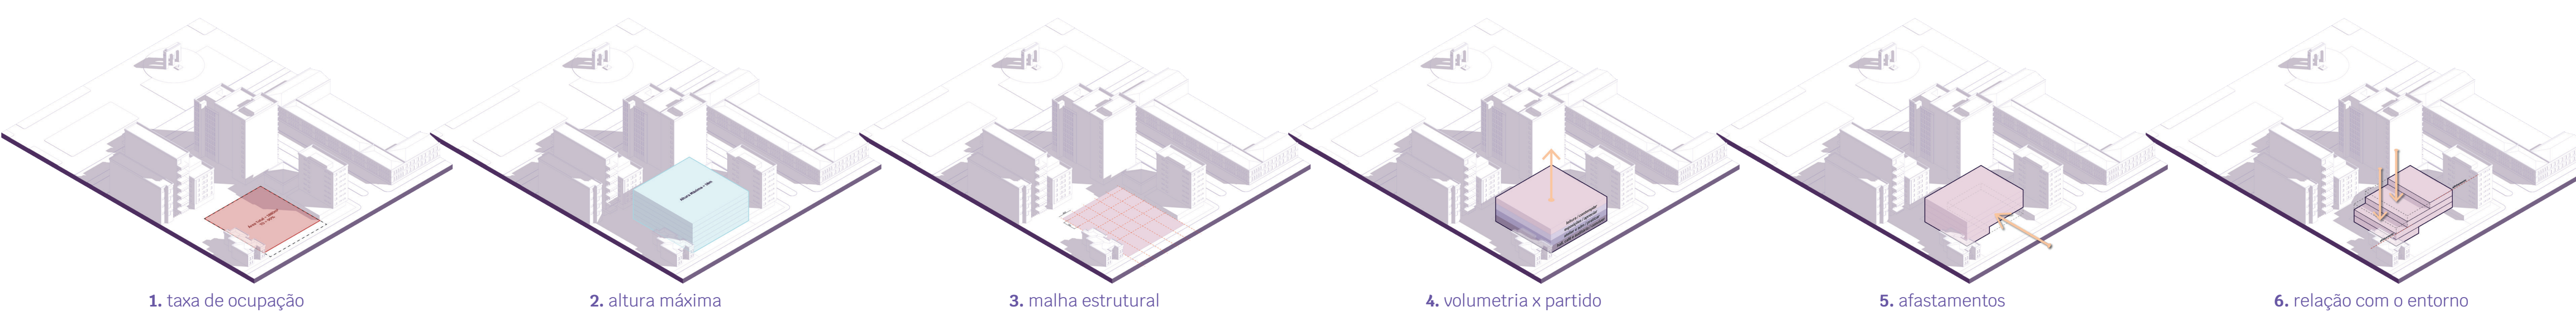 1. taxa de ocupação
2. altura máxima
3. malha estrutural
4. volumetria x partido
5. afastamentos
6. relação com o entorno